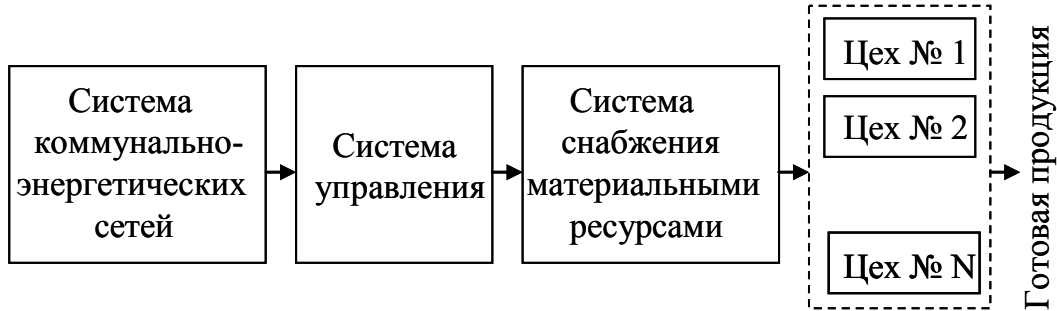 Система
коммунально-
энергетических
сетей
Система
управления
Система
снабжения
материальными
ресурсами
Цех № 1
Цех № 2
Цех № N
Готовая продукция